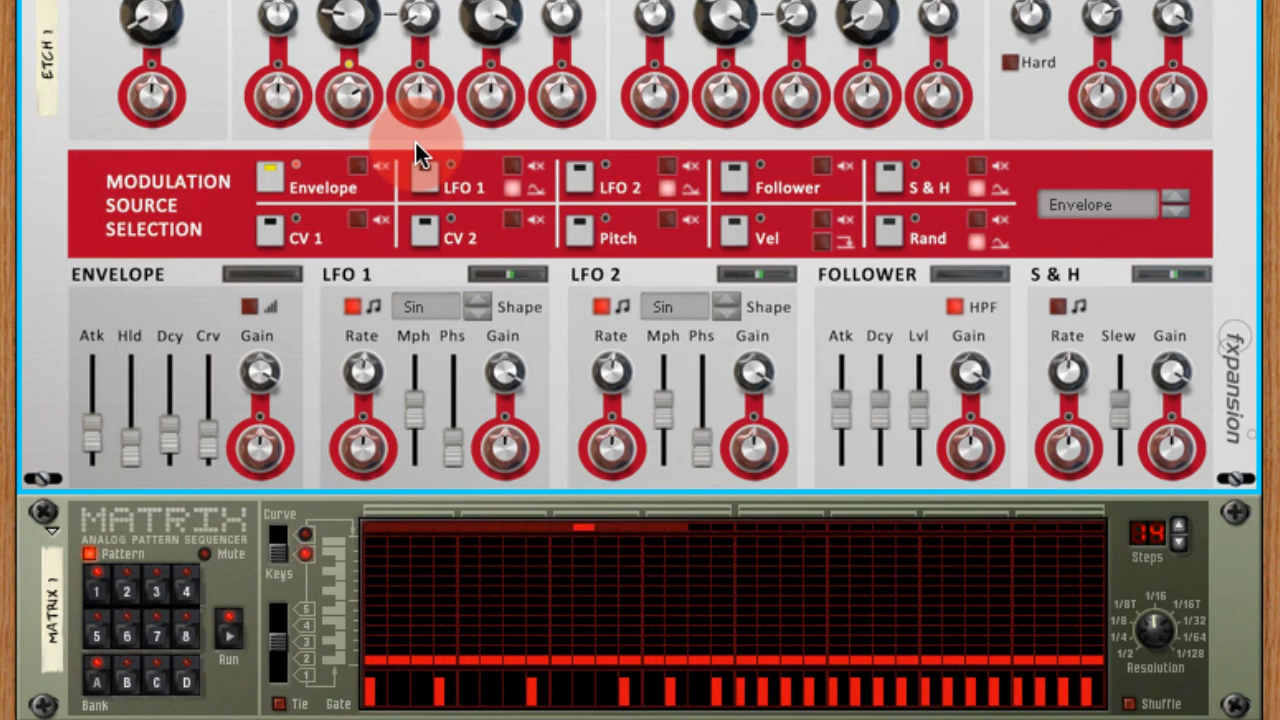 ETCH 1
Hard
MODULATION
SOURCE
SELECTION
Envelope
LFO 1
LFO 2
Follower
S & H
Envelope
CV 1
CV 2
Pitch
Vel
Rand
ENVELOPE
LFO 1
LFO 2
FOLLOWER
S & H
Sin
Shape
Sin
Shape
HPF
Atk Hld Dcy Crv Gain
Rate Mph Phs Gain
Rate Mph Phs Gain
Atk Dcy Lvl Gain
Rate Slew Gain
fxpansion
MATRIX
ANALOG PATTERN SEQUENCER
Pattern
Mute
1 2 3 4
5 6 7 8
A B C D
Bank
Run
MATRIX 1
Curve
Keys
5
4
3
2
1
Tie
Gate
14
Steps
1/16
1/8T 1/16T
1/8 1/32
1/4 1/64
1/2 1/128
Resolution
Shuffle